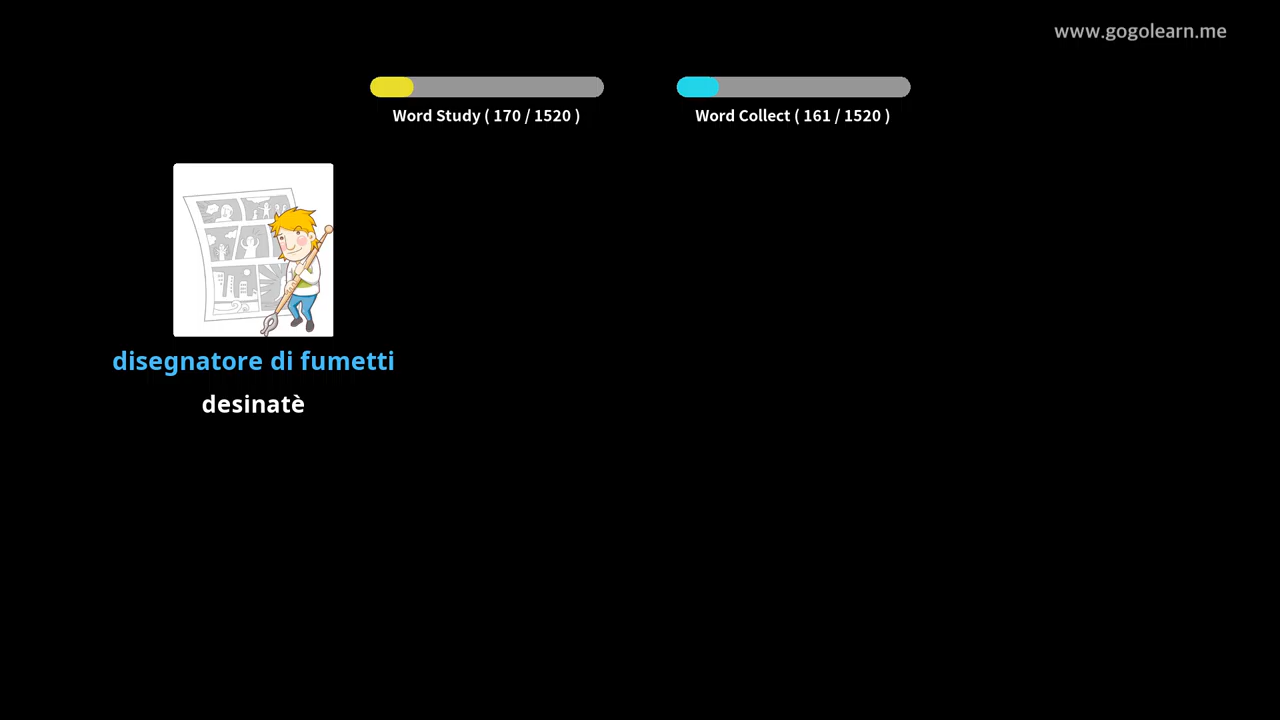 www.gogolearn.me
Word Study ( 170 / 1520 )
Word Collect ( 161 / 1520 )
disegnatore di fumetti
desinatè